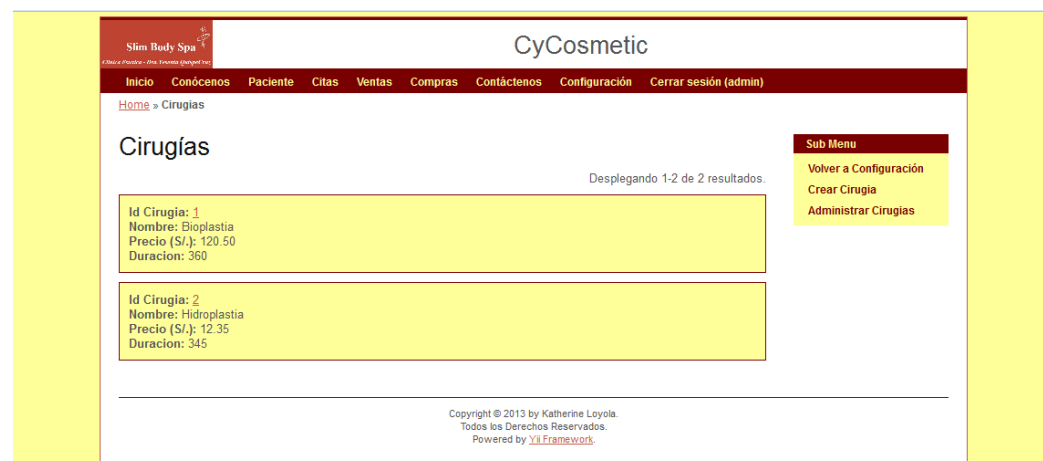 Slim Body Spa
CyCosmetic
Inicio Conócenos Paciente Citas Ventas Compras Contáctenos Configuración Cerrar sesión (admin)
Home » Cirugias
Cirugías
Desplegando 1-2 de 2 resultados.
Id Cirugia: 1
Nombre: Bioplastia
Precio (S/.): 120.50
Duracion: 360
Id Cirugia: 2
Nombre: Hidroplastia
Precio (S/.): 12.35
Duracion: 345
Sub Menu
Volver a Configuración
Crear Cirugia
Administrar Cirugias
Copyright © 2013 by Katherine Loyola.
Todos los Derechos Reservados.
Powered by Yii Framework.